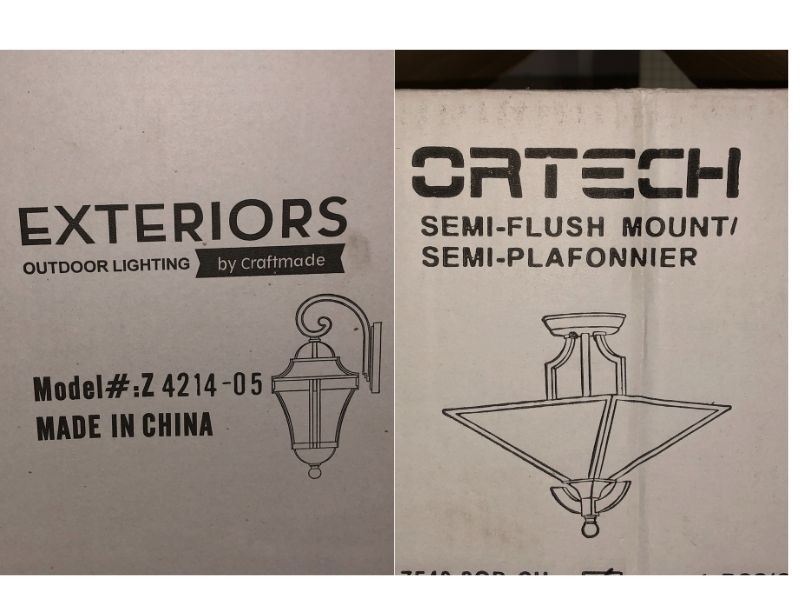 EXTERIORS
OUTDOOR LIGHTING by Craftmade
Model#:Z 4214-05
MADE IN CHINA
ORTECH
SEMI-FLUSH MOUNT/
SEMI-PLAFONNIER